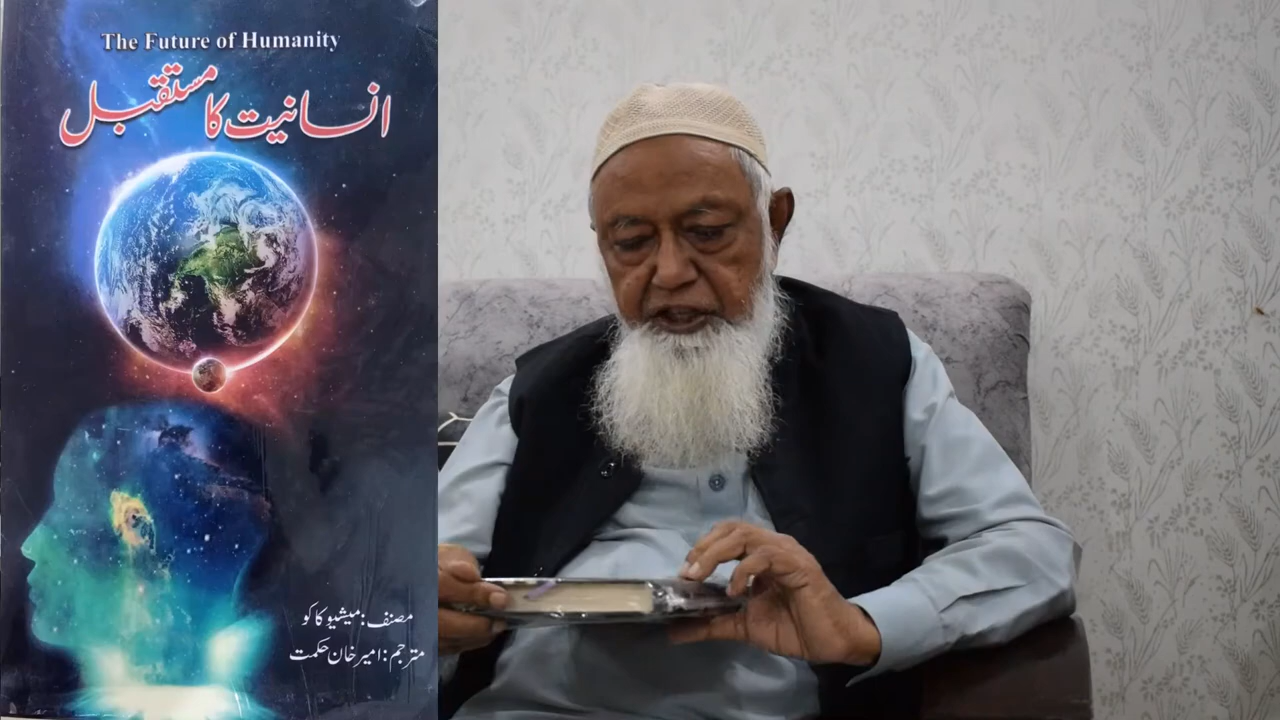 The Future of Humanity
انسانیت کا مستقبل
مصنف: میشیو کاکو
مترجم: امیر خان حکمت